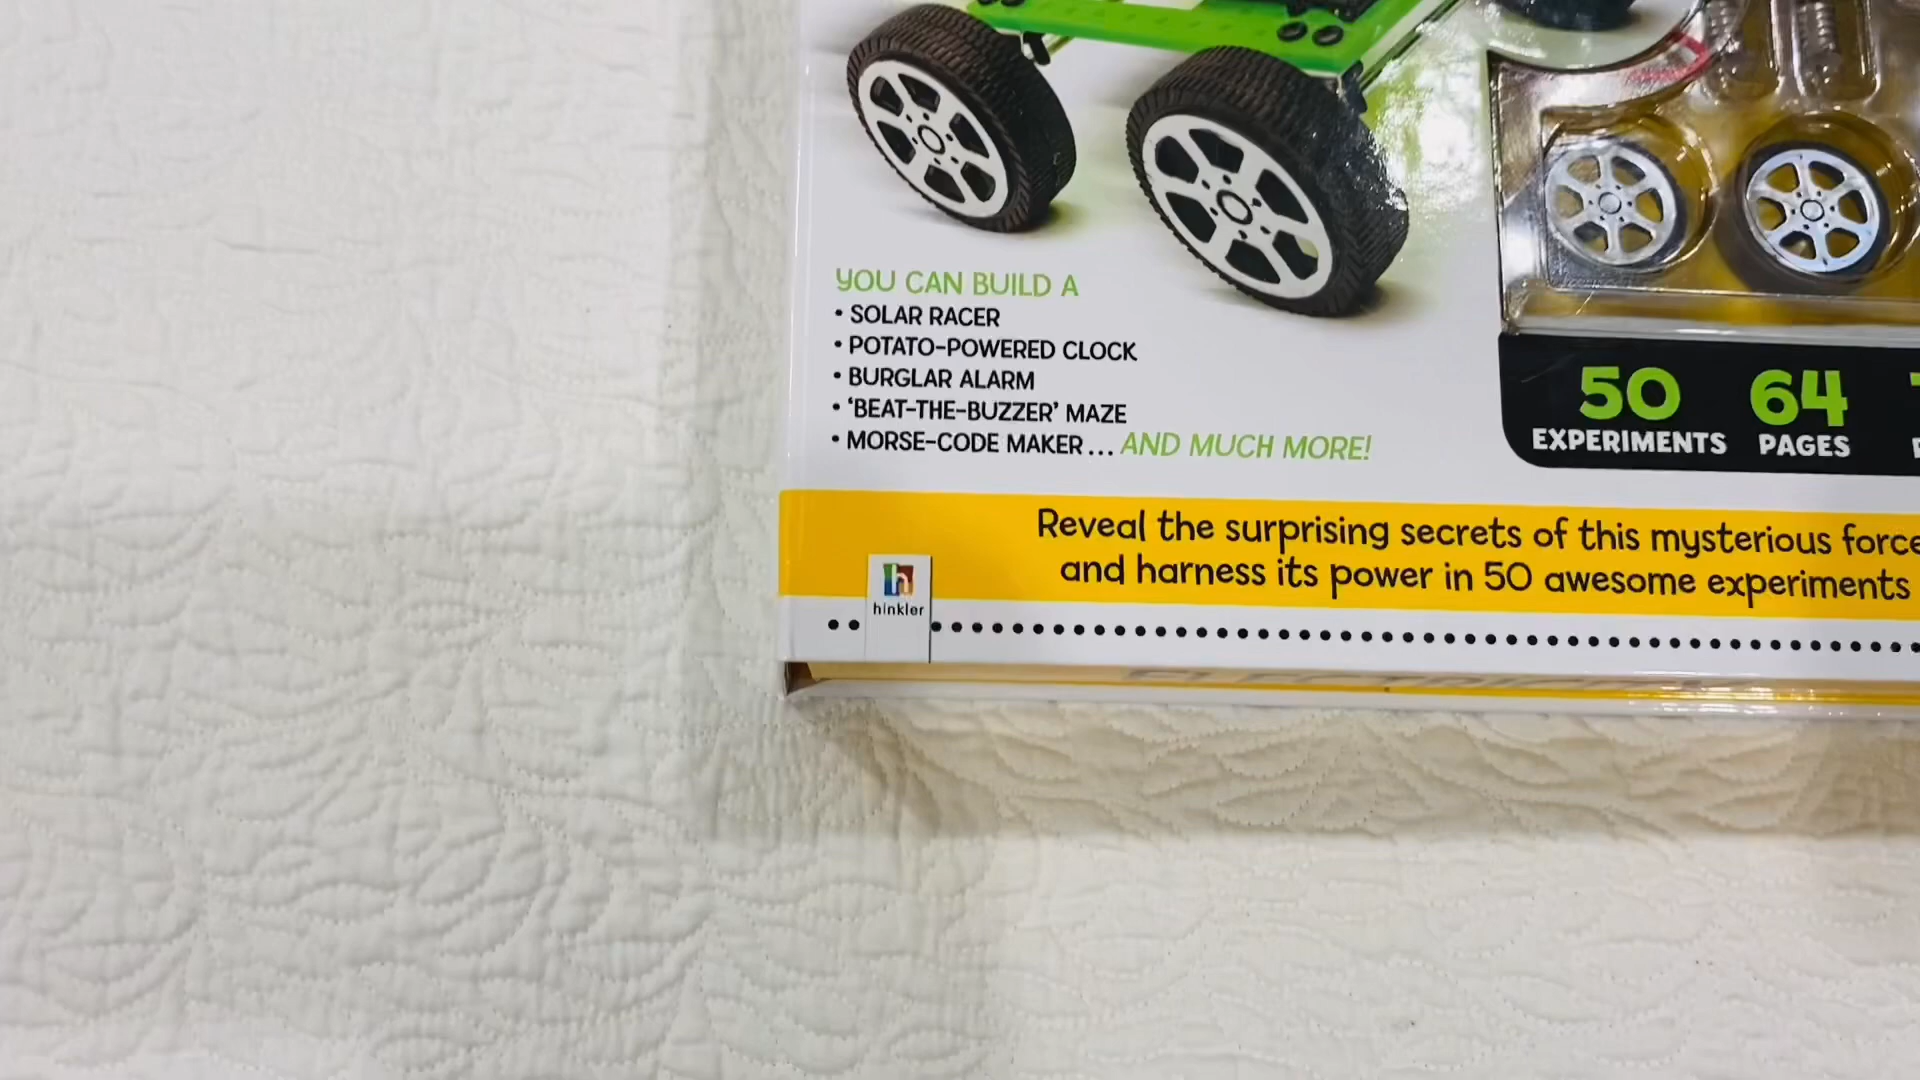 YOU CAN BUILD A
• SOLAR RACER
• POTATO-POWERED CLOCK
• BURGLAR ALARM
• ‘BEAT-THE-BUZZER’ MAZE
• MORSE-CODE MAKER... AND MUCH MORE!
50 64
EXPERIMENTS PAGES
Reveal the surprising secrets of this mysterious force
and harness its power in 50 awesome experiments
h
hinkler
ELECTRICITY